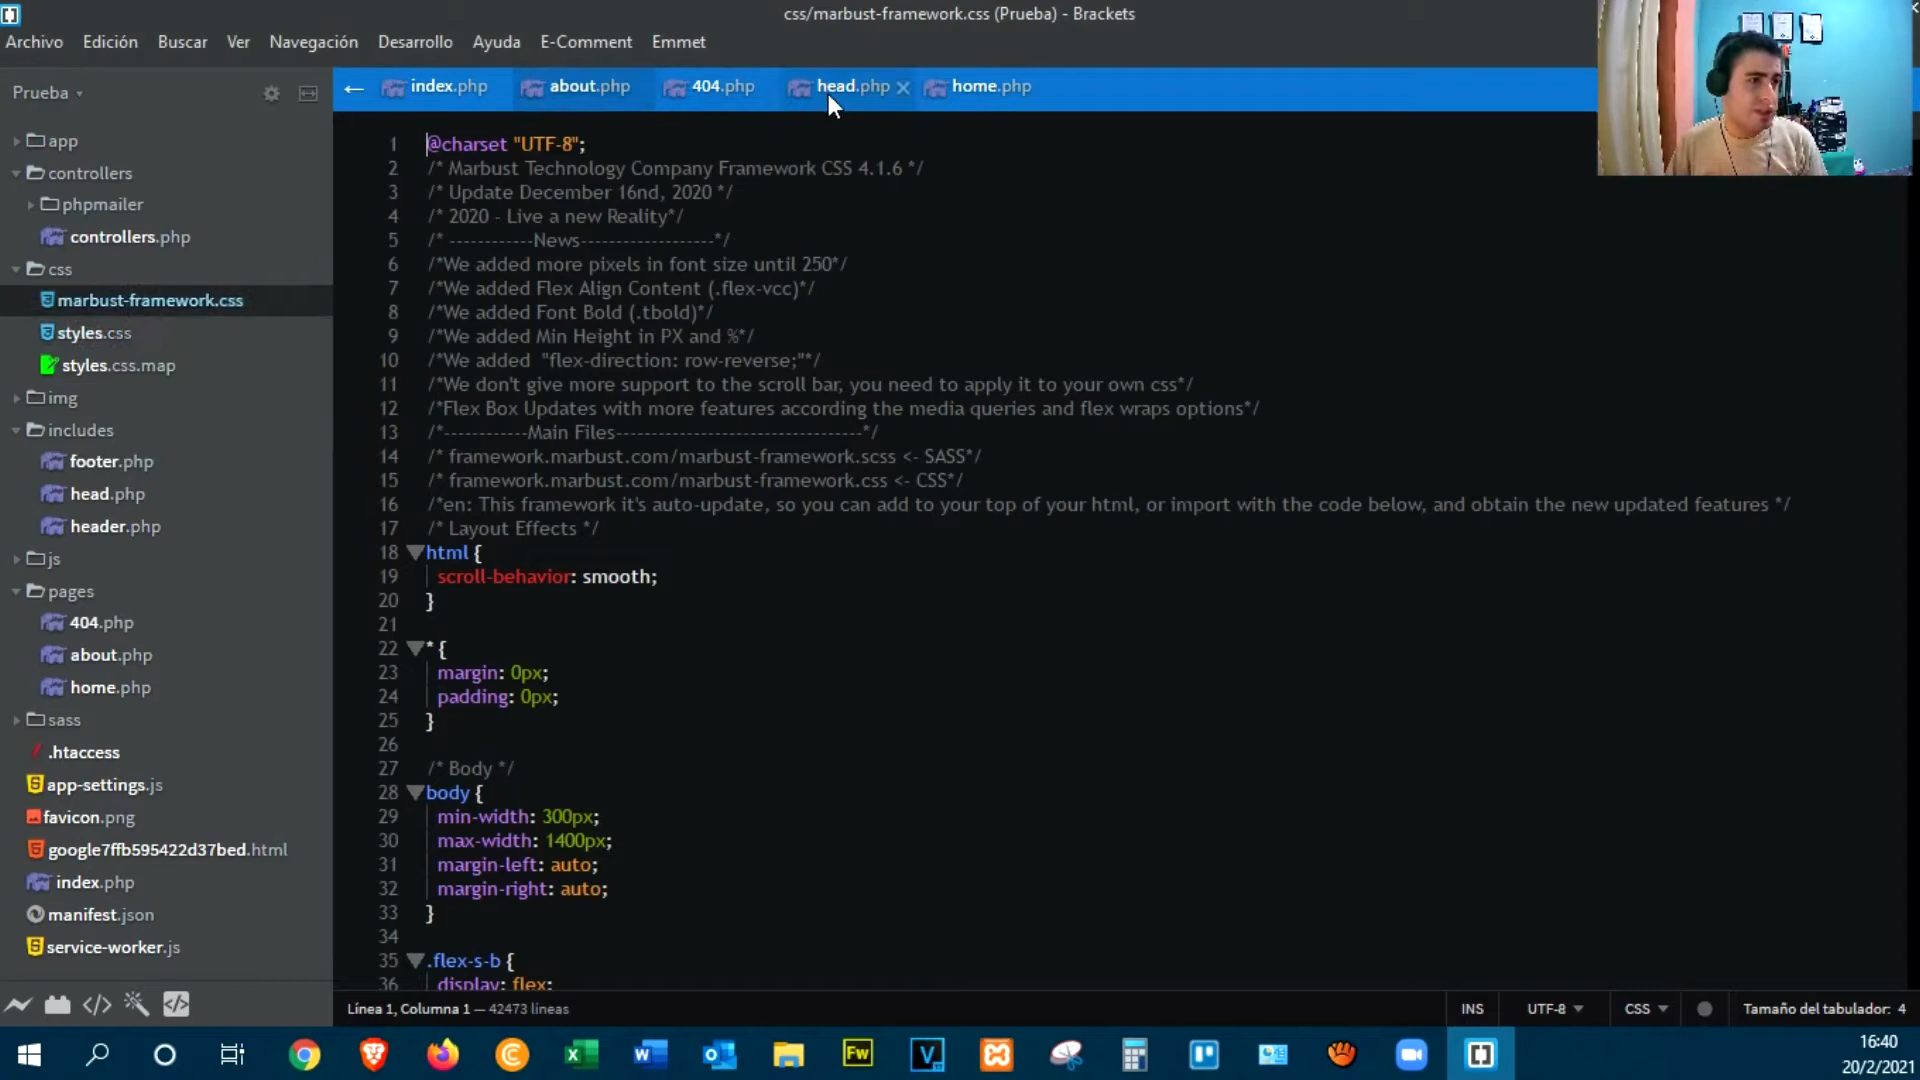 css/marbust-framework.css (Prueba) - Brackets
Archivo Edición Buscar Ver Navegación Desarrollo Ayuda E-Comment Emmet
Prueba
index.php about.php 404.php head.php home.php
app
controllers
phpmailer
controllers.php
css
marbust-framework.css
styles.css
styles.css.map
img
includes
footer.php
head.php
header.php
js
pages
404.php
about.php
home.php
sass
.htaccess
app-settings.js
favicon.png
google7ffb595422d37bed.html
index.php
manifest.json
service-worker.js
1 @charset "UTF-8";
2 /* Marbust Technology Company Framework CSS 4.1.6 */
3 /* Update December 16nd, 2020 */
4 /* 2020 - Live a new Reality*/
5 /* ------------News-------------------*/
6 /*We added more pixels in font size until 250*/
7 /*We added Flex Align Content (.flex-vcc)*/
8 /*We added Font Bold (.tbold)*/
9 /*We added Min Height in PX and %*/
10 /*We added  "flex-direction: row-reverse;"*/
11 /*We don't give more support to the scroll bar, you need to apply it to your own css*/
12 /*Flex Box Updates with more features according the media queries and flex wraps options*/
13 /*------------Main Files-----------------------------------*/
14 /* framework.marbust.com/marbust-framework.scss <- SASS*/
15 /* framework.marbust.com/marbust-framework.css <- CSS*/
16 /*en: This framework it's auto-update, so you can add to your top of your html, or import with the code below, and obtain the new updated features */
17 /* Layout Effects */
18 html {
19 scroll-behavior: smooth;
20 }
21
22 * {
23 margin: 0px;
24 padding: 0px;
25 }
26
27 /* Body */
28 body {
29 min-width: 300px;
30 max-width: 1400px;
31 margin-left: auto;
32 margin-right: auto;
33 }
34
35 .flex-s-b {
36 display: flex;
Línea 1, Columna 1 — 42473 líneas
INS UTF-8 CSS Tamaño del tabulador: 4
Fw
16:40
20/2/2021